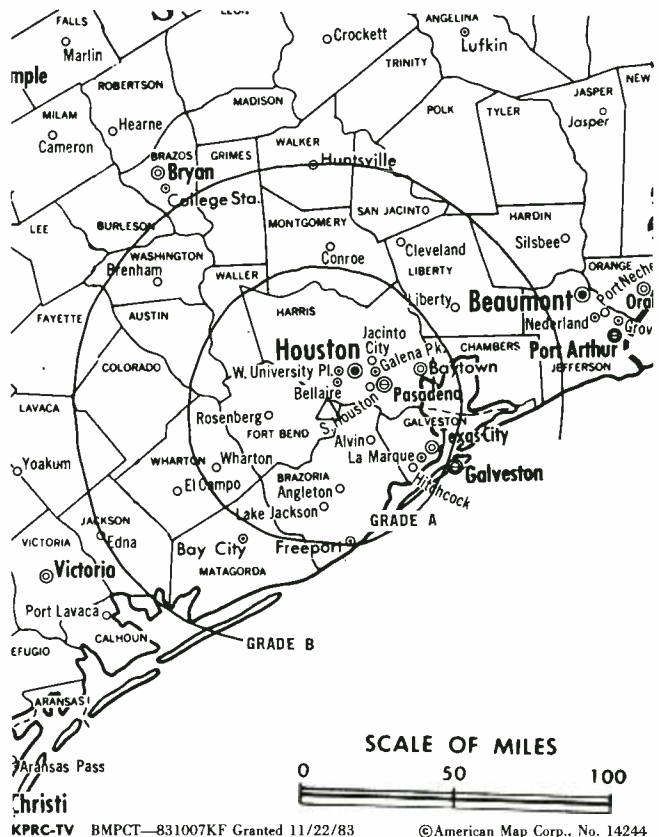 FALLS
LEON
ANGELINA
Marlin
Crockett
Lufkin
mple
ROBERTSON
TRINITY
JASPER
NEW
MADISON
POLK
TYLER
MILAM
Hearne
Jasper
Cameron
WALKER
BRAZOS
GRIMES
Huntsville
Bryan
College Sta.
SAN JACINTO
HARDIN
LEE
BURLESON
MONTGOMERY
Silsbee
WASHINGTON
Conroe
Cleveland
Brenham
WALLER
LIBERTY
ORANGE
Port Neche
Liberty
Beaumont
Oran
FAYETTE
AUSTIN
HARRIS
Nederland
Grov
Jacinto
City
Houston
Galena Pk.
CHAMBERS
Port Arthur
COLORADO
W. University Pl.
Baytown
JEFFERSON
Bellaire
Pasadena
LAVACA
S. Houston
Rosenberg
GALVESTON
FORT BEND
Alvin
Texas City
Yoakum
WHARTON
Wharton
La Marque
Galveston
El Campo
BRAZORIA
Angleton
Hitchcock
Lake Jackson
JACKSON
GRADE A
VICTORIA
Edna
Bay City
Freeport
Victoria
MATAGORDA
Port Lavaca
CALHOUN
GRADE B
EFUGIO
ARANSAS
SCALE OF MILES
0 50 100
Aransas Pass
Christi
KPRC-TV BMPCT—831007KF Granted 11/22/83 ©American Map Corp., No. 14244